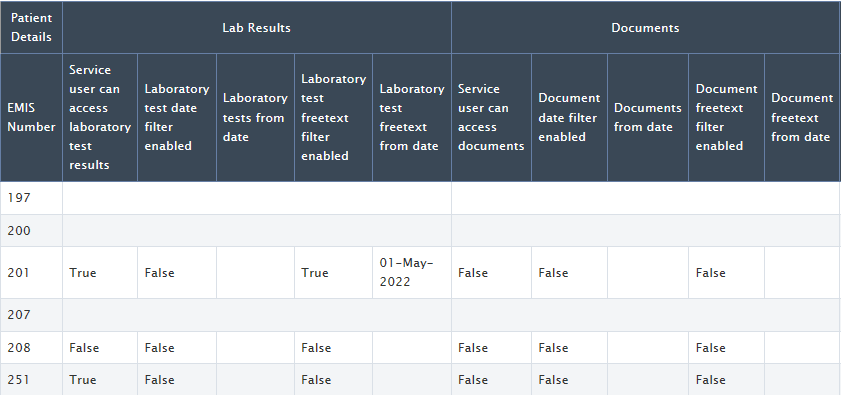 Patient Details | Lab Results | Documents
EMIS Number | Service user can access laboratory test results | Laboratory test date filter enabled | Laboratory tests from date | Laboratory test freetext filter enabled | Laboratory test freetext from date | Service user can access documents | Document date filter enabled | Documents from date | Document freetext filter enabled | Document freetext from date
197
200
201 | True | False | | True | 01-May-2022 | False | False | | False |
207
208 | False | False | | False | | False | False | | False |
251 | True | False | | False | | False | False | | False |